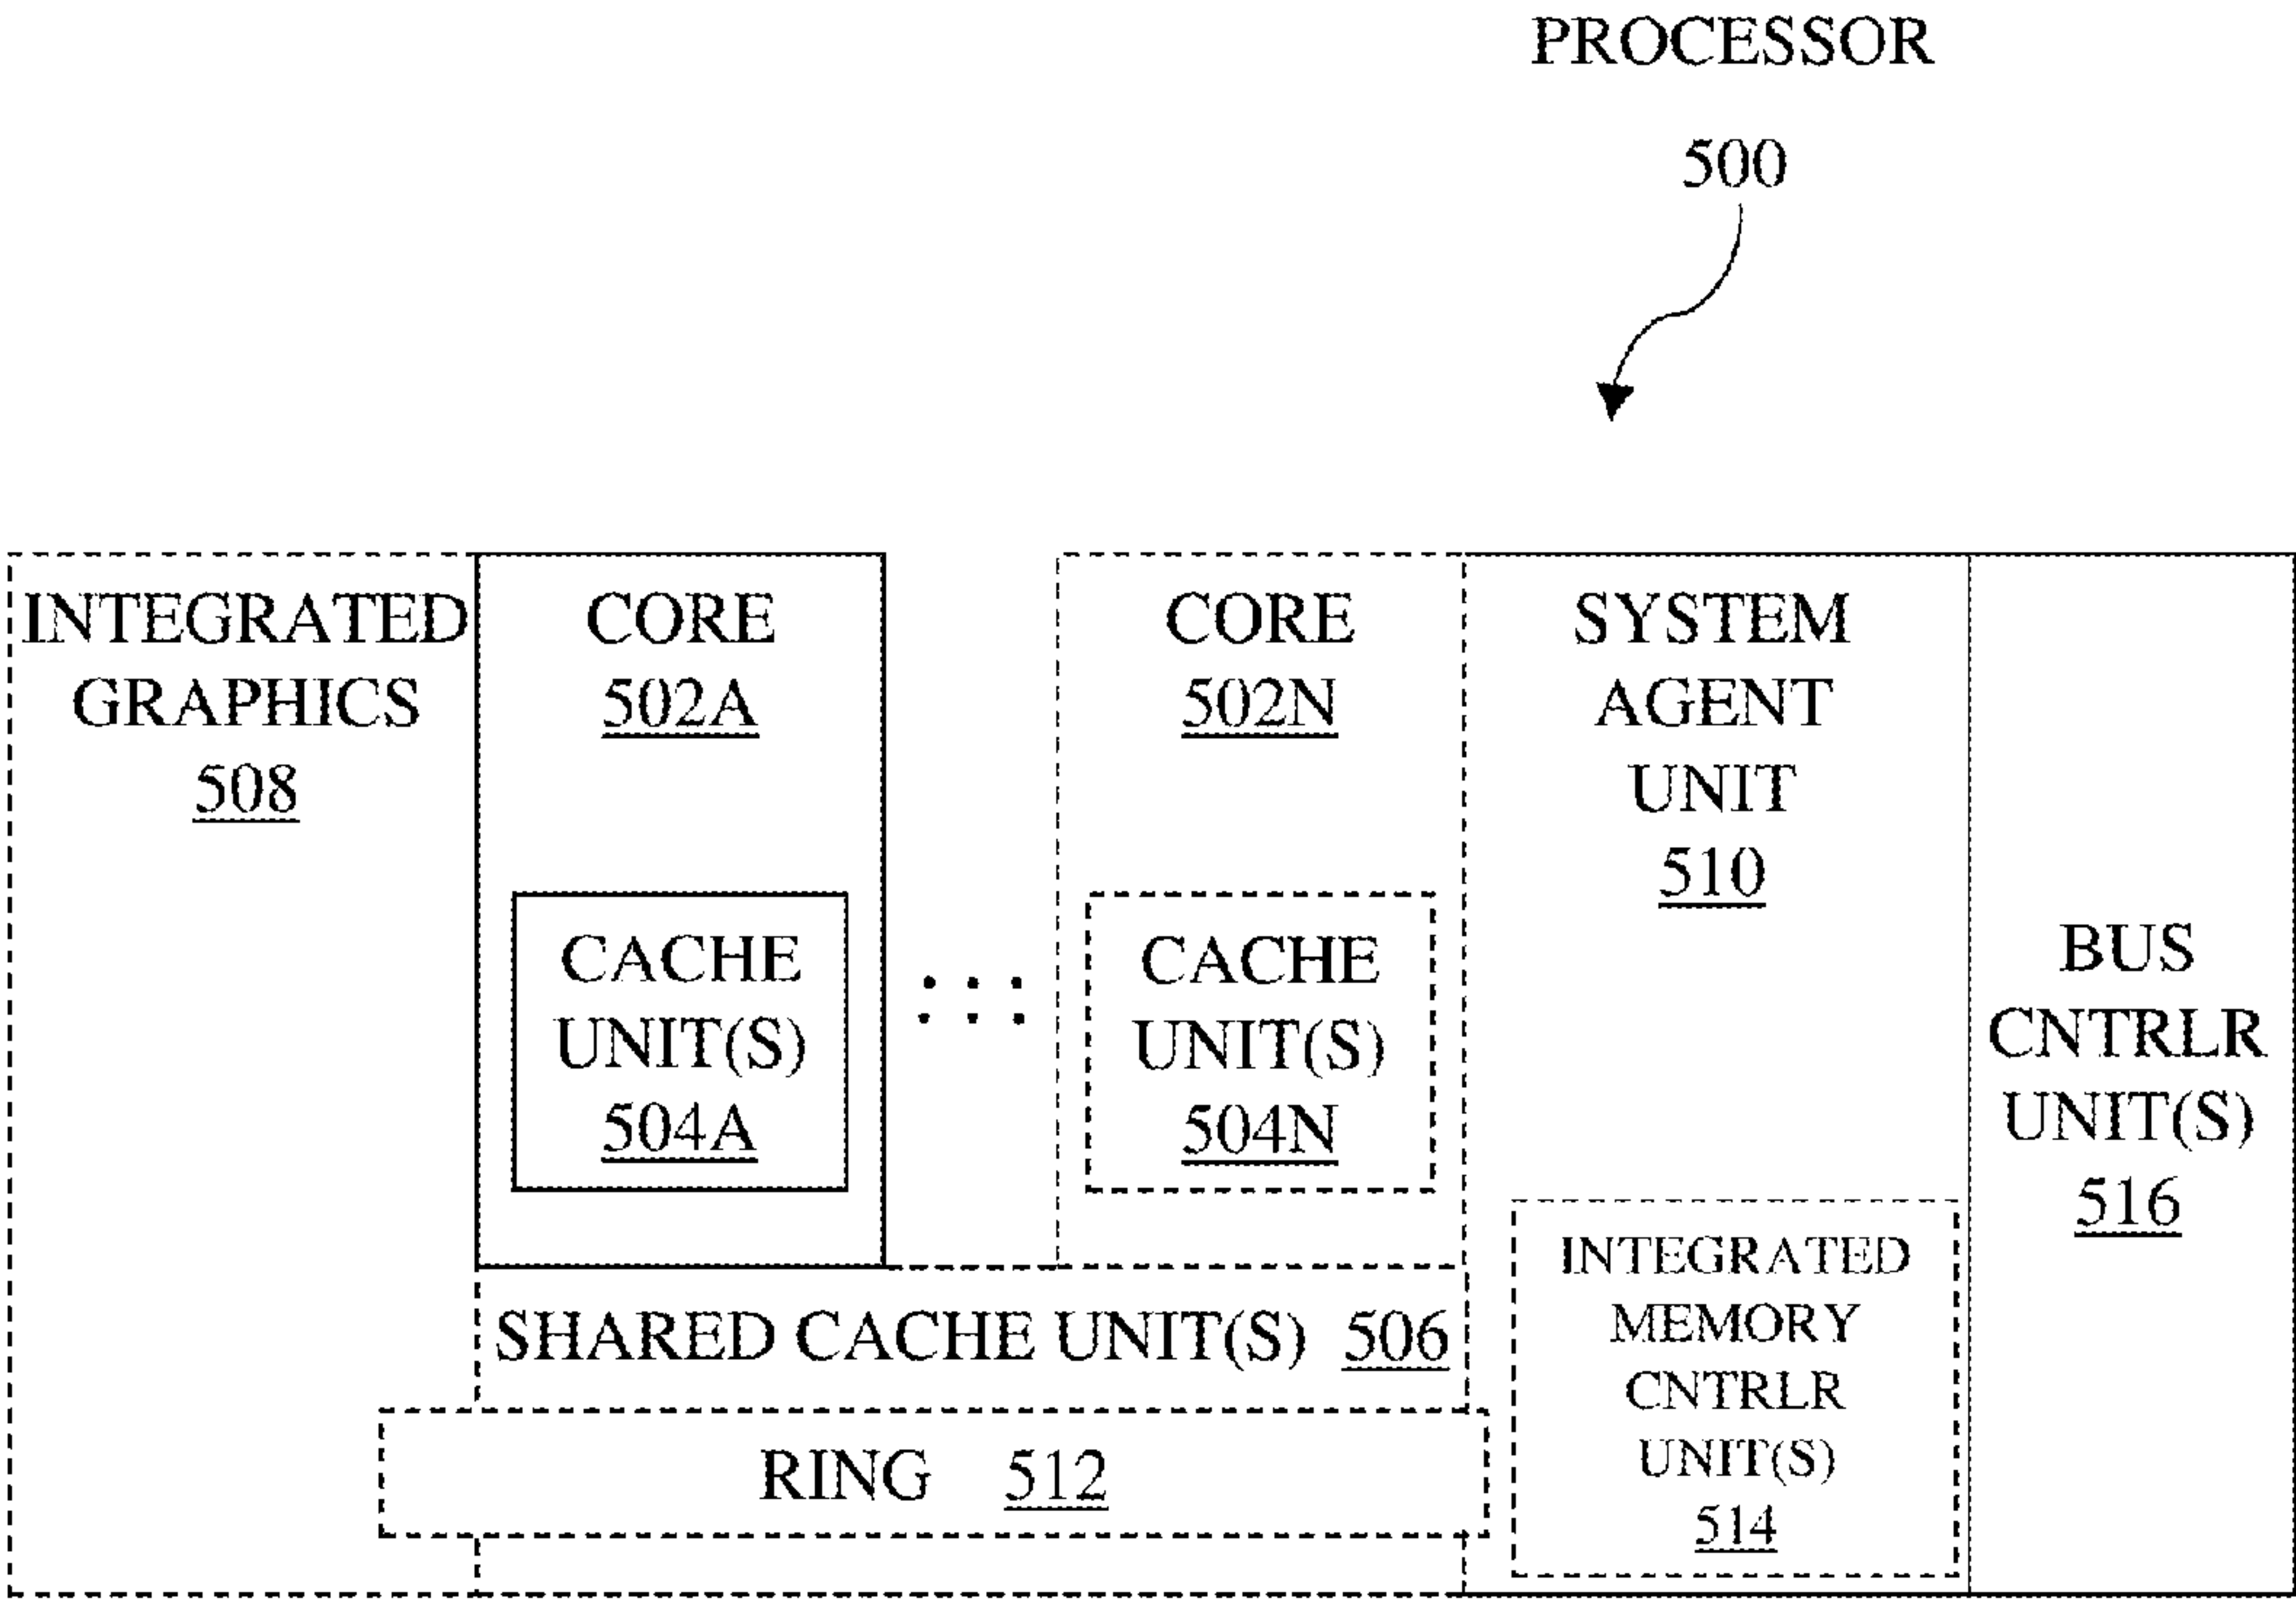 PROCESSOR
500
INTEGRATED
GRAPHICS
508
CORE
502A
CACHE
UNIT(S)
504A
CORE
502N
CACHE
UNIT(S)
504N
SYSTEM
AGENT
UNIT
510
BUS
CNTRLR
UNIT(S)
516
SHARED CACHE UNIT(S) 506
RING 512
INTEGRATED
MEMORY
CNTRLR
UNIT(S)
514